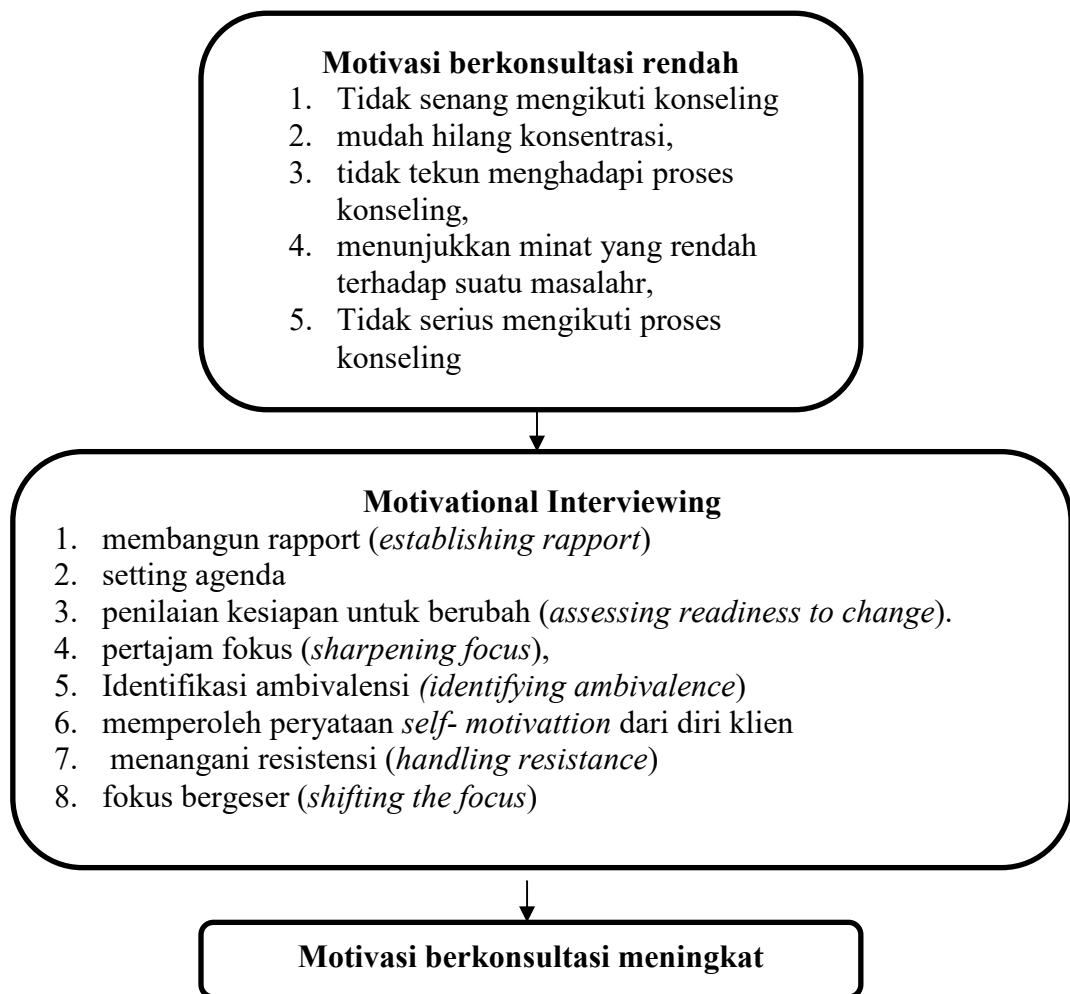 Motivasi berkonsultasi rendah
1. Tidak senang mengikuti konseling
2. mudah hilang konsentrasi,
3. tidak tekun menghadapi proses
konseling,
4. menunjukkan minat yang rendah
terhadap suatu masalahr,
5. Tidak serius mengikuti proses
konseling
Motivational Interviewing
1. membangun rapport (establishing rapport)
2. setting agenda
3. penilaian kesiapan untuk berubah (assessing readiness to change).
4. pertajam fokus (sharpening focus),
5. Identifikasi ambivalensi (identifying ambivalence)
6. memperoleh peryataan self- motivattion dari diri klien
7. menangani resistensi (handling resistance)
8. fokus bergeser (shifting the focus)
Motivasi berkonsultasi meningkat